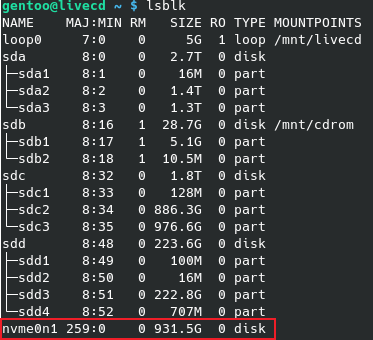 gentoo@livecd ~ $ lsblk
NAME    MAJ:MIN RM   SIZE RO TYPE MOUNTPOINTS
loop0     7:0    0     5G  1 loop /mnt/livecd
sda       8:0    0   2.7T  0 disk
├─sda1    8:1    0    16M  0 part
├─sda2    8:2    0   1.4T  0 part
└─sda3    8:3    0   1.3T  0 part
sdb       8:16   1  28.7G  0 disk /mnt/cdrom
├─sdb1    8:17   1   5.1G  0 part
└─sdb2    8:18   1  10.5M  0 part
sdc       8:32   0   1.8T  0 disk
├─sdc1    8:33   0   128M  0 part
├─sdc2    8:34   0 886.3G  0 part
└─sdc3    8:35   0 976.6G  0 part
sdd       8:48   0 223.6G  0 disk
├─sdd1    8:49   0   100M  0 part
├─sdd2    8:50   0    16M  0 part
├─sdd3    8:51   0 222.8G  0 part
└─sdd4    8:52   0   707M  0 part
nvme0n1 259:0    0 931.5G  0 disk